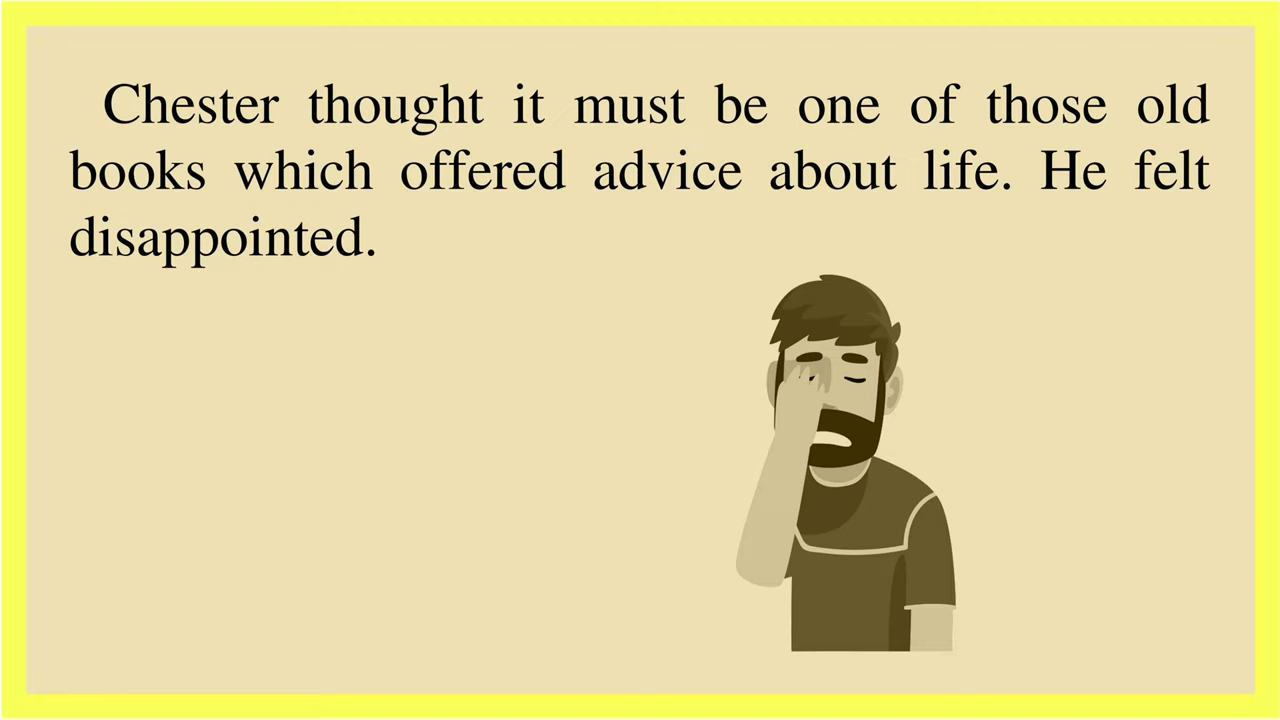 Chester thought it must be one of those old
books which offered advice about life. He felt
disappointed.